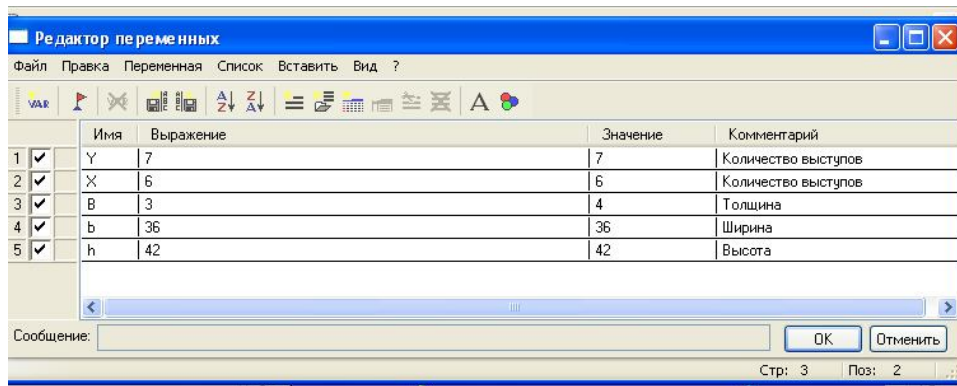 Редактор переменных
Файл Правка Переменная Список Вставить Вид ?
VAR A
Имя Выражение Значение Комментарий
1 Y 7 7 Количество выступов
2 X 6 6 Количество выступов
3 B 3 4 Толщина
4 b 36 36 Ширина
5 h 42 42 Высота
Сообщение: OK Отменить
Стр: 3 Поз: 2